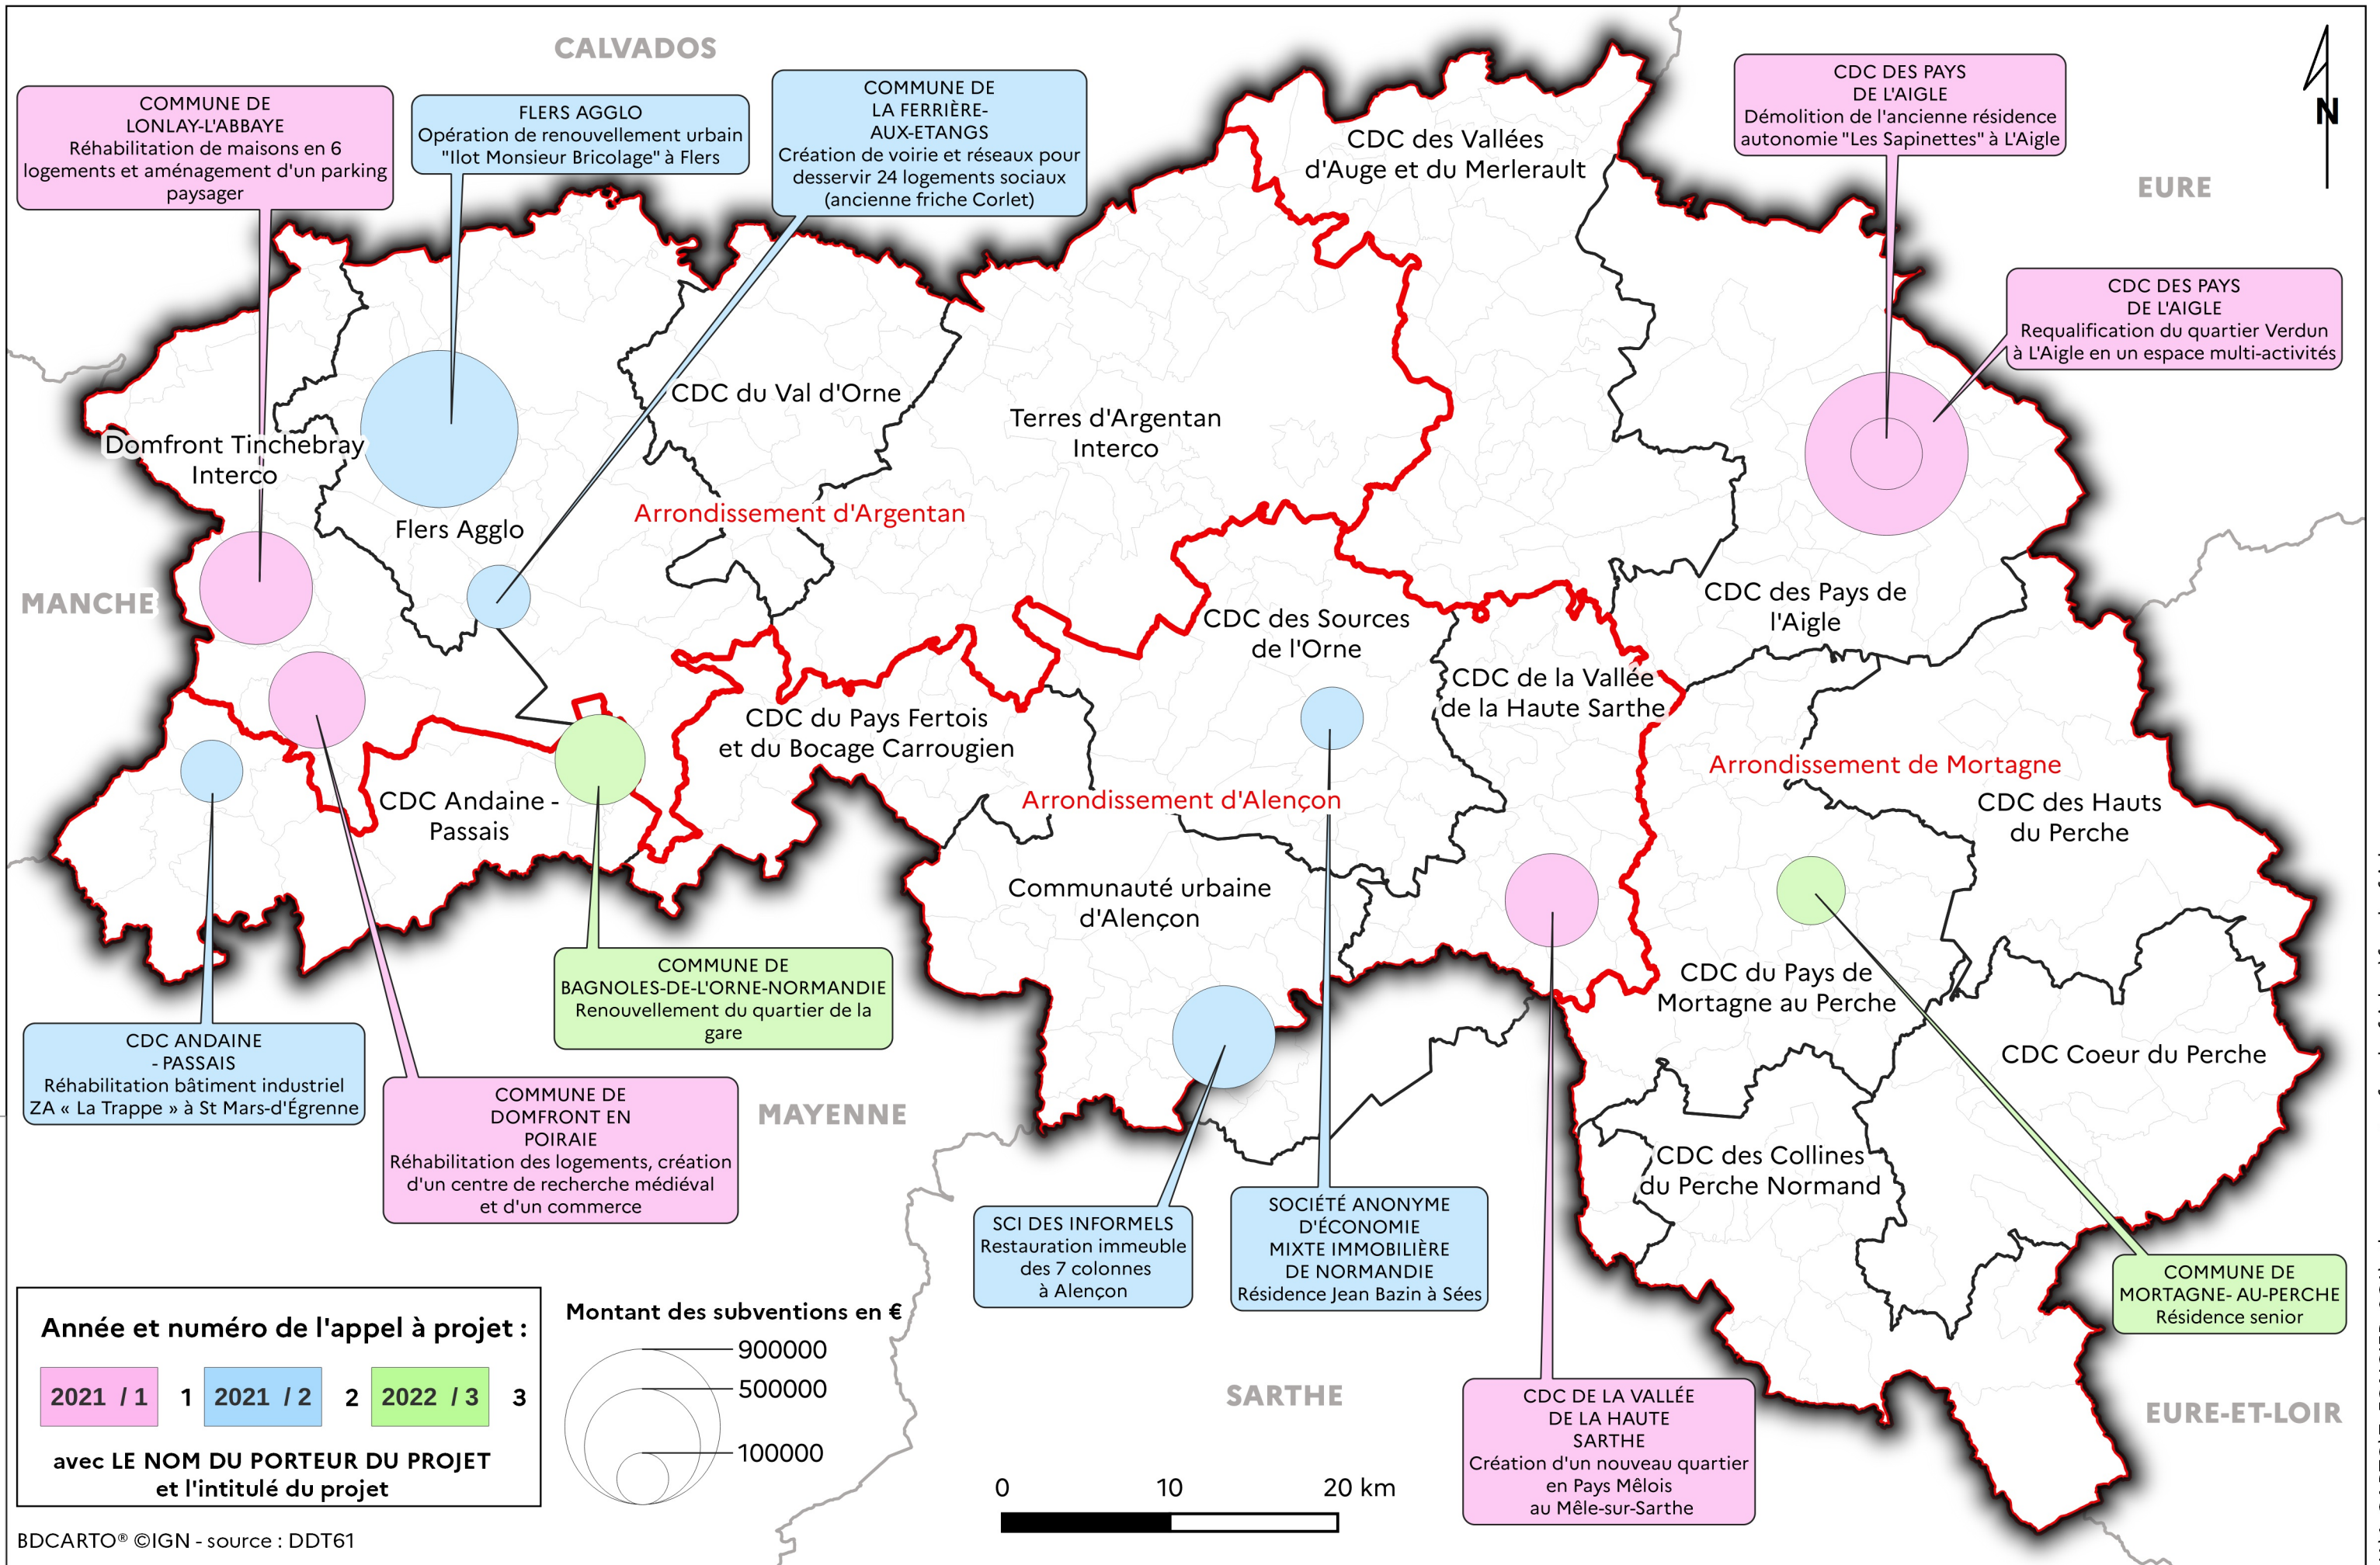 CALVADOS
COMMUNE DE
LONLAY-L'ABBAYE
Réhabilitation de maisons en 6
logements et aménagement d'un parking
paysager
FLERS AGGLO
Opération de renouvellement urbain
"Ilot Monsieur Bricolage" à Flers
COMMUNE DE
LA FERRIÈRE-
AUX-ETANGS
Création de voirie et réseaux pour
desservir 24 logements sociaux
(ancienne friche Corlet)
CDC des Vallées
d'Auge et du Merlerault
CDC DES PAYS
DE L'AIGLE
Démolition de l'ancienne résidence
autonomie "Les Sapinettes" à L'Aigle
N
EURE
CDC DES PAYS
DE L'AIGLE
Requalification du quartier Verdun
à L'Aigle en un espace multi-activités
CDC du Val d'Orne
Terres d'Argentan
Interco
Domfront Tinchebray
Interco
Flers Agglo
Arrondissement d'Argentan
MANCHE
CDC des Sources
de l'Orne
CDC des Pays de
l'Aigle
CDC de la Vallée
de la Haute Sarthe
CDC du Pays Fertois
et du Bocage Carrougien
Arrondissement de Mortagne
CDC Andaine -
Passais
Arrondissement d'Alençon
CDC des Hauts
du Perche
Communauté urbaine
d'Alençon
COMMUNE DE
BAGNOLES-DE-L'ORNE-NORMANDIE
Renouvellement du quartier de la
gare
CDC du Pays de
Mortagne au Perche
CDC ANDAINE
- PASSAIS
Réhabilitation bâtiment industriel
ZA « La Trappe » à St Mars-d'Égrenne
CDC Coeur du Perche
COMMUNE DE
DOMFRONT EN
POIRAIE
Réhabilitation des logements, création
d'un centre de recherche médiéval
et d'un commerce
MAYENNE
CDC des Collines
du Perche Normand
SCI DES INFORMELS
Restauration immeuble
des 7 colonnes
à Alençon
SOCIÉTÉ ANONYME
D'ÉCONOMIE
MIXTE IMMOBILIÈRE
DE NORMANDIE
Résidence Jean Bazin à Sées
COMMUNE DE
MORTAGNE- AU-PERCHE
Résidence senior
Année et numéro de l'appel à projet :
2021 / 1 1 2021 / 2 2 2022 / 3 3
avec LE NOM DU PORTEUR DU PROJET
et l'intitulé du projet
Montant des subventions en €
900000
500000
100000
SARTHE
CDC DE LA VALLÉE
DE LA HAUTE
SARTHE
Création d'un nouveau quartier
en Pays Mêlois
au Mêle-sur-Sarthe
EURE-ET-LOIR
0 10 20 km
BDCARTO® ©IGN - source : DDT61